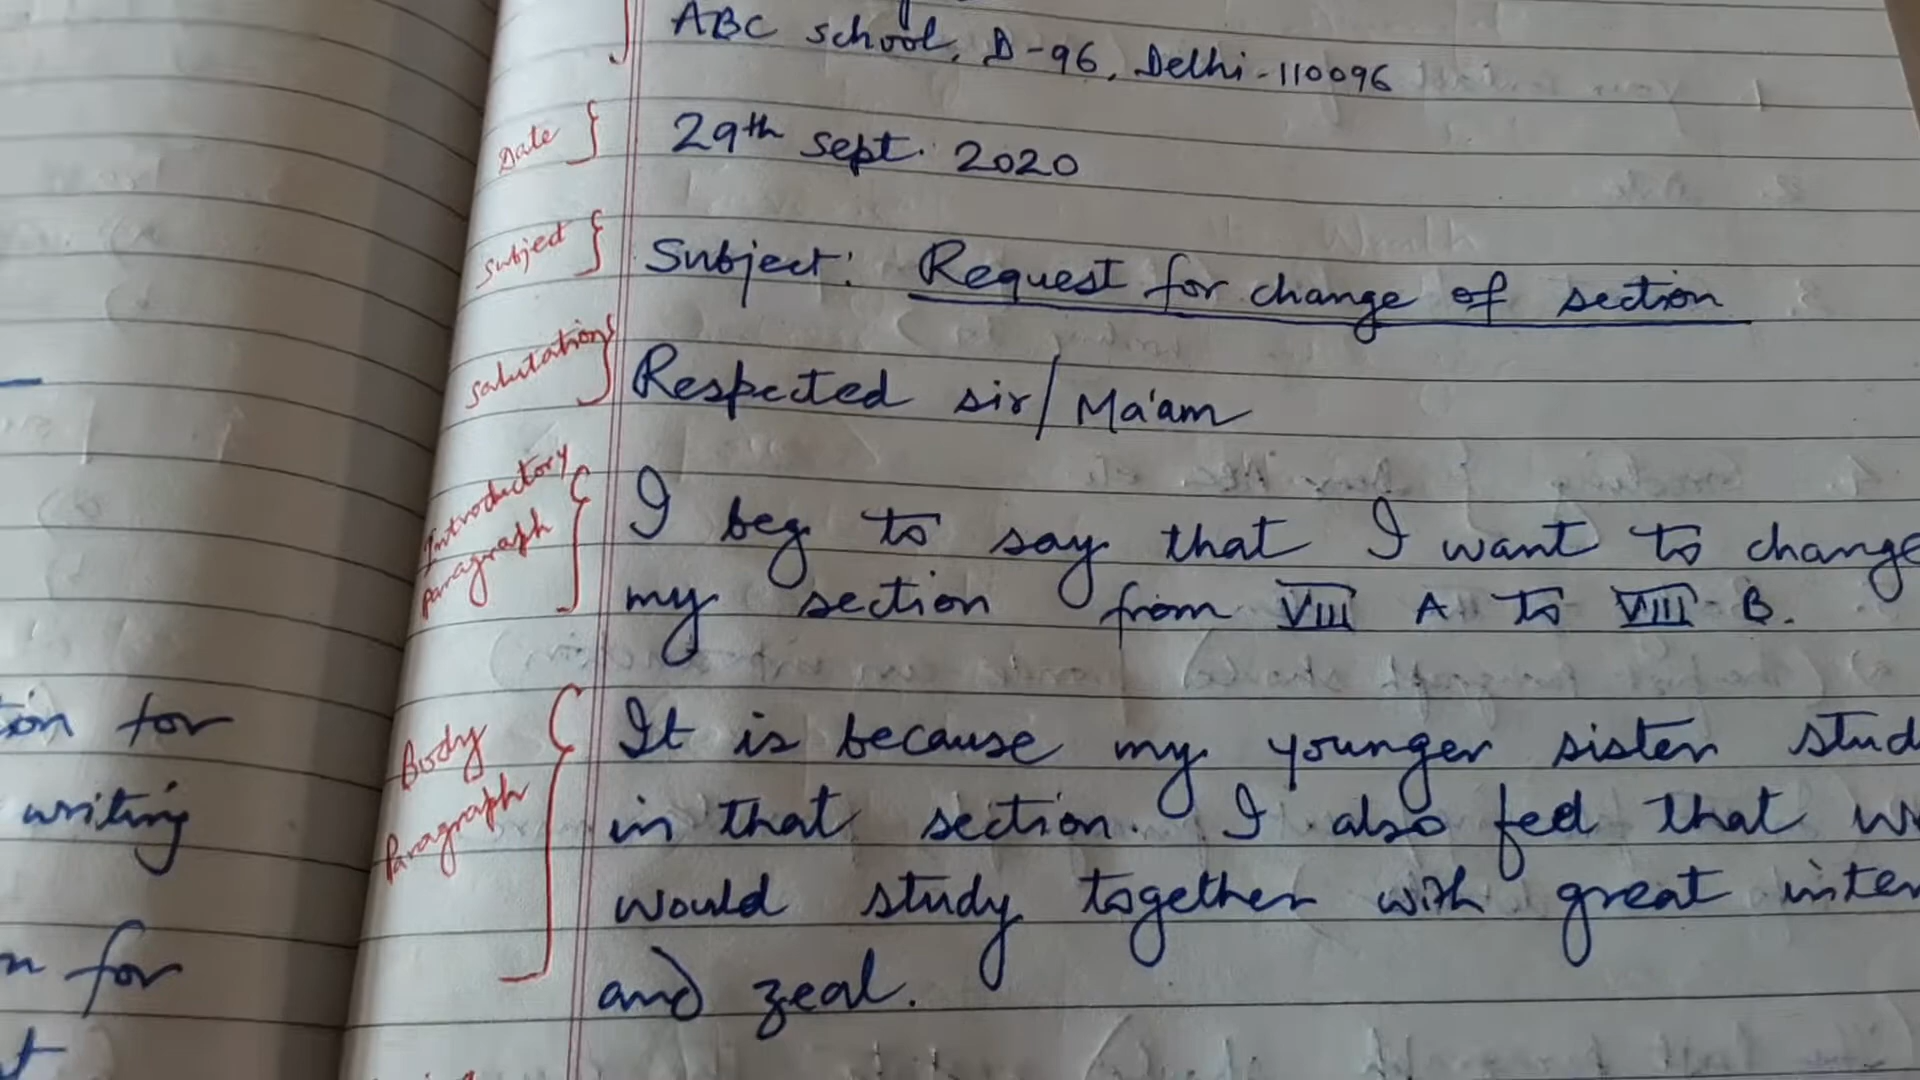 ABC school, D-96, Delhi-110096
Date
29th Sept. 2020
Subject
Subject: Request for change of section
Salutation
Respected sir/Ma'am
Introductory
Paragraph
I beg to say that I want to change
my section from VIII A to VIII B.
Body
Paragraph
It is because my younger sister stud
in that section. I also feel that w
would study together with great inter
and zeal.
for
writing
for